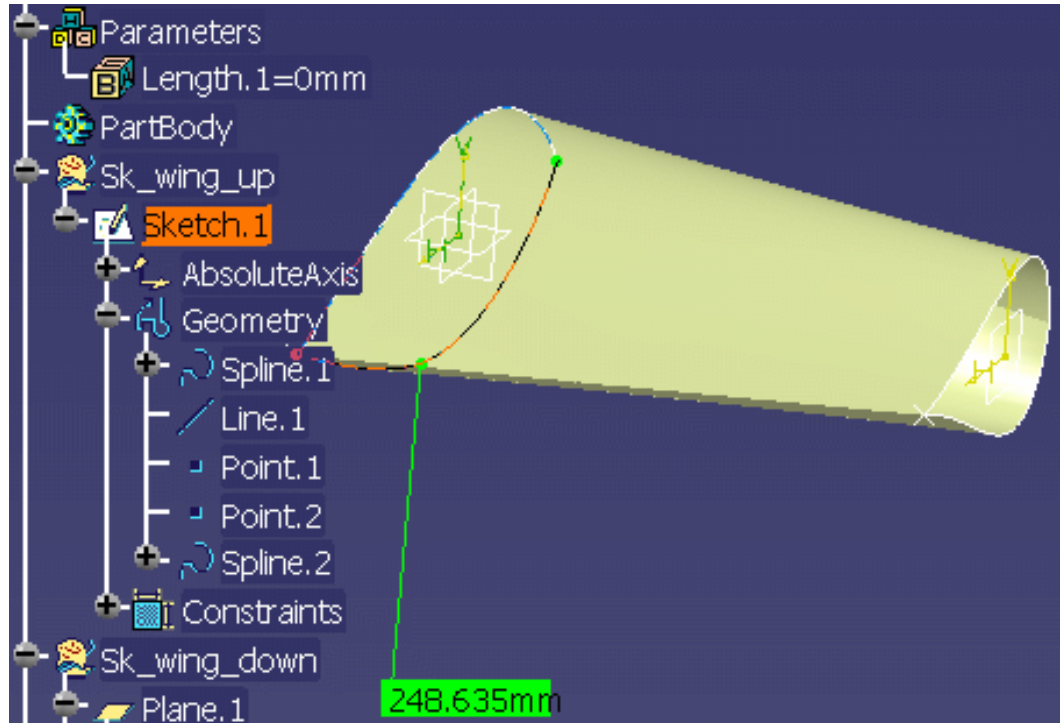 Parameters
Length.1=0mm
PartBody
Sk_wing_up
Sketch.1
AbsoluteAxis
Geometry
Spline.1
Line.1
Point.1
Point.2
Spline.2
Constraints
Sk_wing_down
Plane.1
V
H
V
H
248.635mm